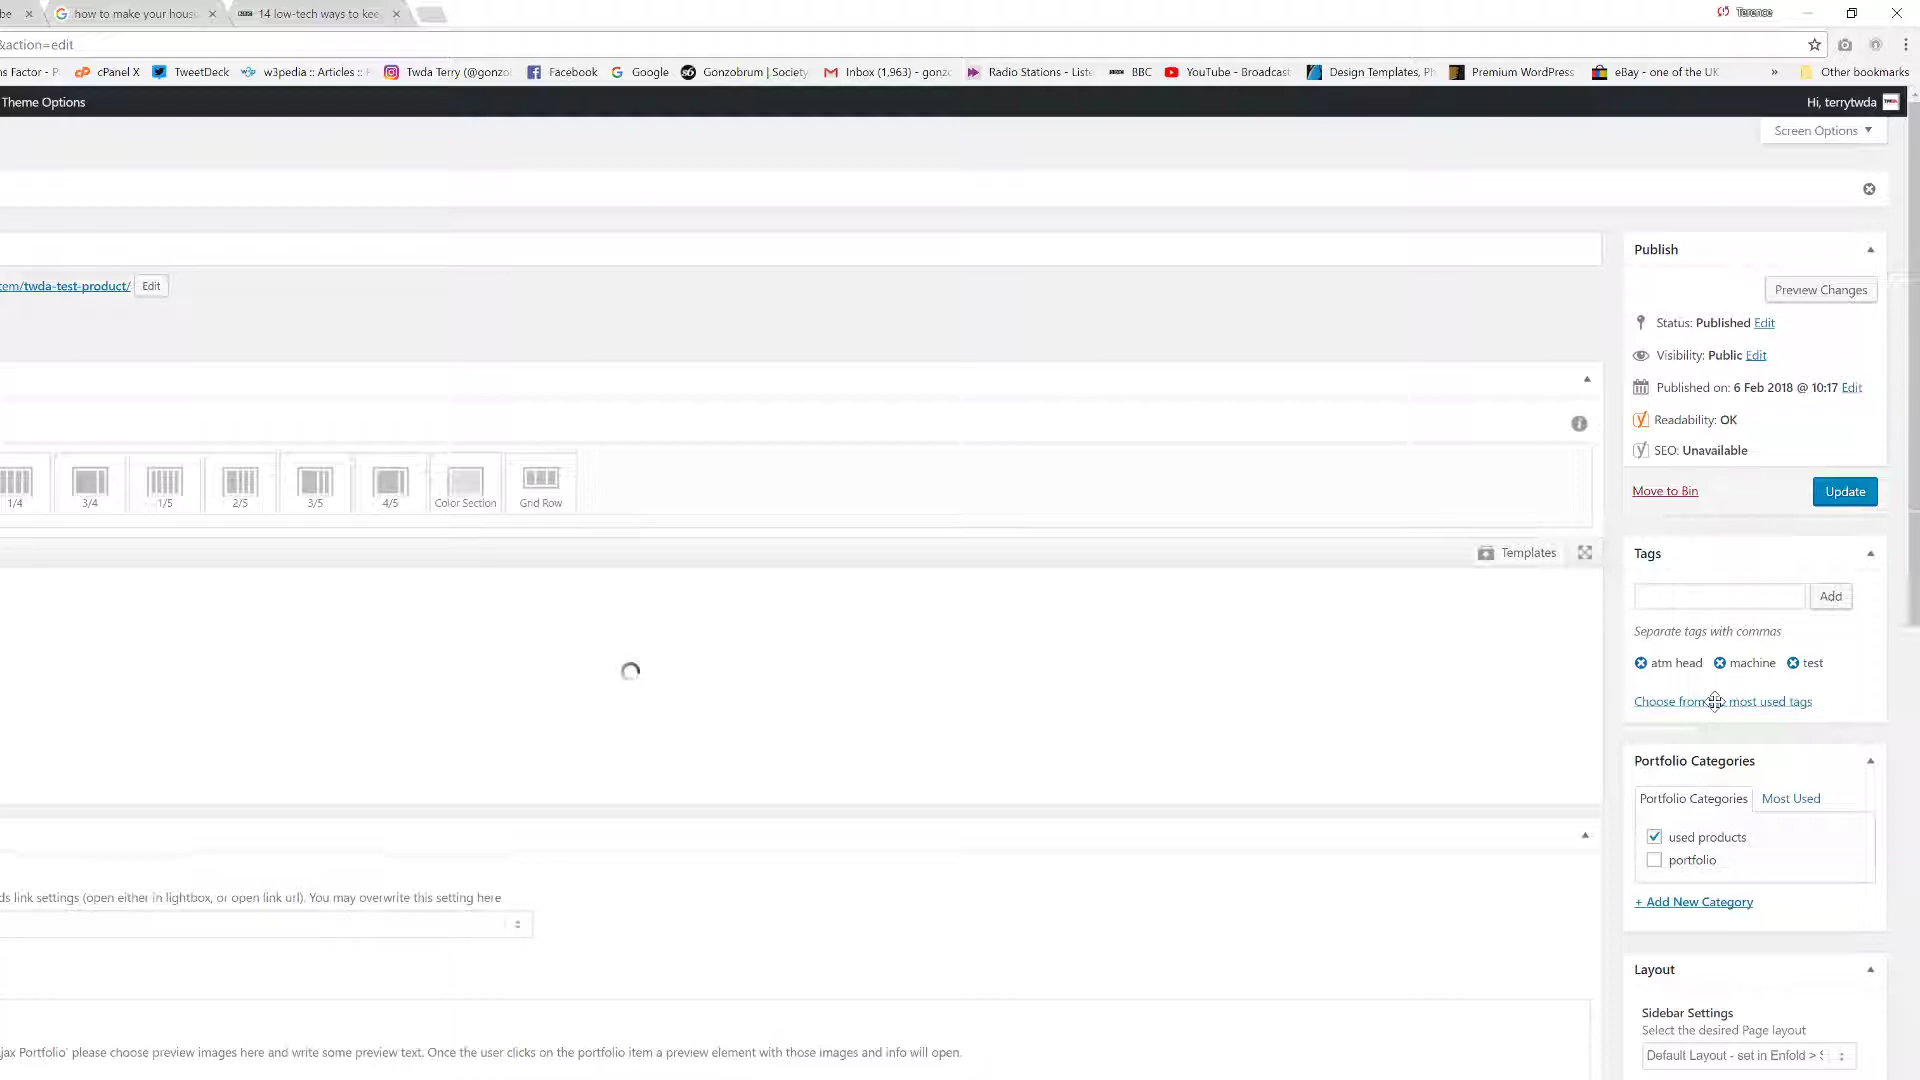 be
how to make your hous
14 low-tech ways to kee
Terence
&action=edit
ns Factor - P
cPanel X
TweetDeck
w3pedia :: Articles ::
Twda Terry (@gonzo
Facebook
Google
Gonzobrum | Society
Inbox (1,963) - gonz
Radio Stations - Liste
BBC
YouTube - Broadcast
Design Templates, Ph
Premium WordPress
eBay - one of the UK
»
Other bookmarks
Theme Options
Hi, terrytwda
Screen Options
Publish
Preview Changes
tem/twda-test-product/ Edit
Status: Published Edit
Visibility: Public Edit
Published on: 6 Feb 2018 @ 10:17 Edit
Readability: OK
SEO: Unavailable
Move to Bin
Update
1/4
3/4
1/5
2/5
3/5
4/5
Color Section
Grid Row
Templates
Tags
Add
Separate tags with commas
atm head machine test
Choose from most used tags
Portfolio Categories
Portfolio Categories
Most Used
used products
portfolio
+ Add New Category
ds link settings (open either in lightbox, or open link url). You may overwrite this setting here
Layout
Sidebar Settings
Select the desired Page layout
Default Layout - set in Enfold >
jax Portfolio' please choose preview images here and write some preview text. Once the user clicks on the portfolio item a preview element with those images and info will open.